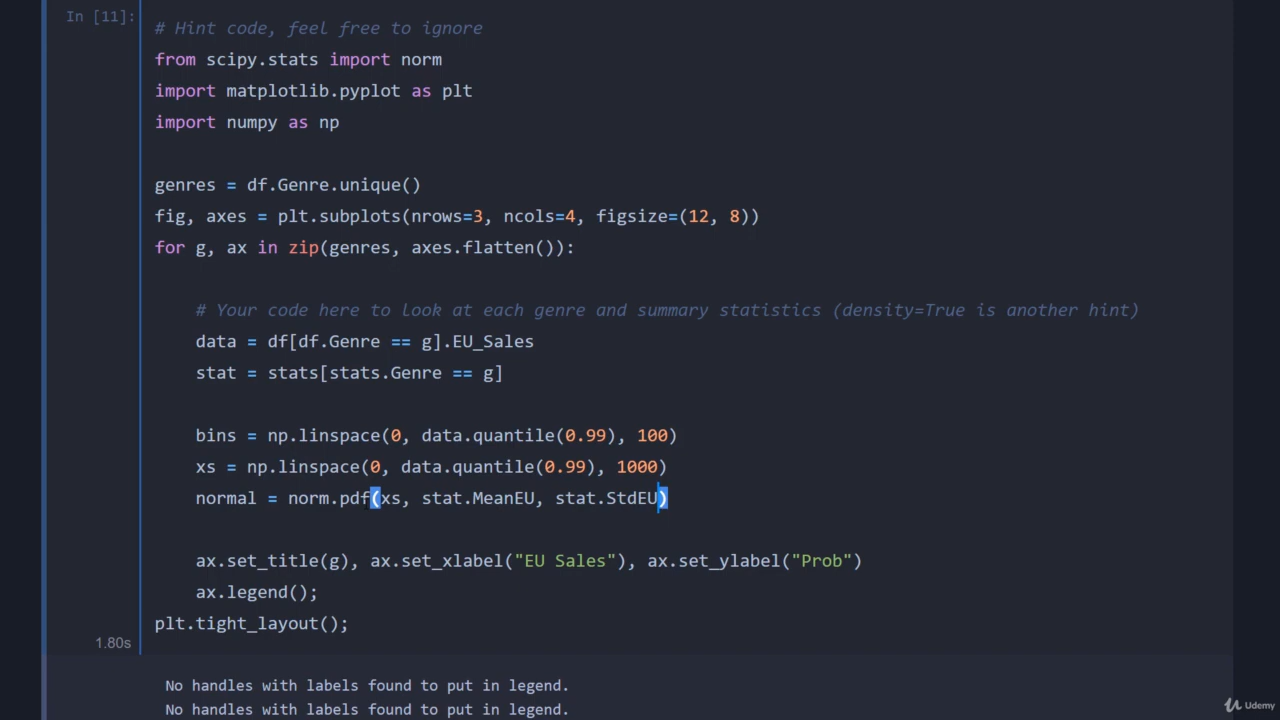 In [11]:
# Hint code, feel free to ignore
from scipy.stats import norm
import matplotlib.pyplot as plt
import numpy as np
genres = df.Genre.unique()
fig, axes = plt.subplots(nrows=3, ncols=4, figsize=(12, 8))
for g, ax in zip(genres, axes.flatten()):
# Your code here to look at each genre and summary statistics (density=True is another hint)
data = df[df.Genre == g].EU_Sales
stat = stats[stats.Genre == g]
bins = np.linspace(0, data.quantile(0.99), 100)
xs = np.linspace(0, data.quantile(0.99), 1000)
normal = norm.pdf(xs, stat.MeanEU, stat.StdEU)
ax.set_title(g), ax.set_xlabel("EU Sales"), ax.set_ylabel("Prob")
ax.legend();
plt.tight_layout();
1.80s
No handles with labels found to put in legend.
No handles with labels found to put in legend.
Udemy